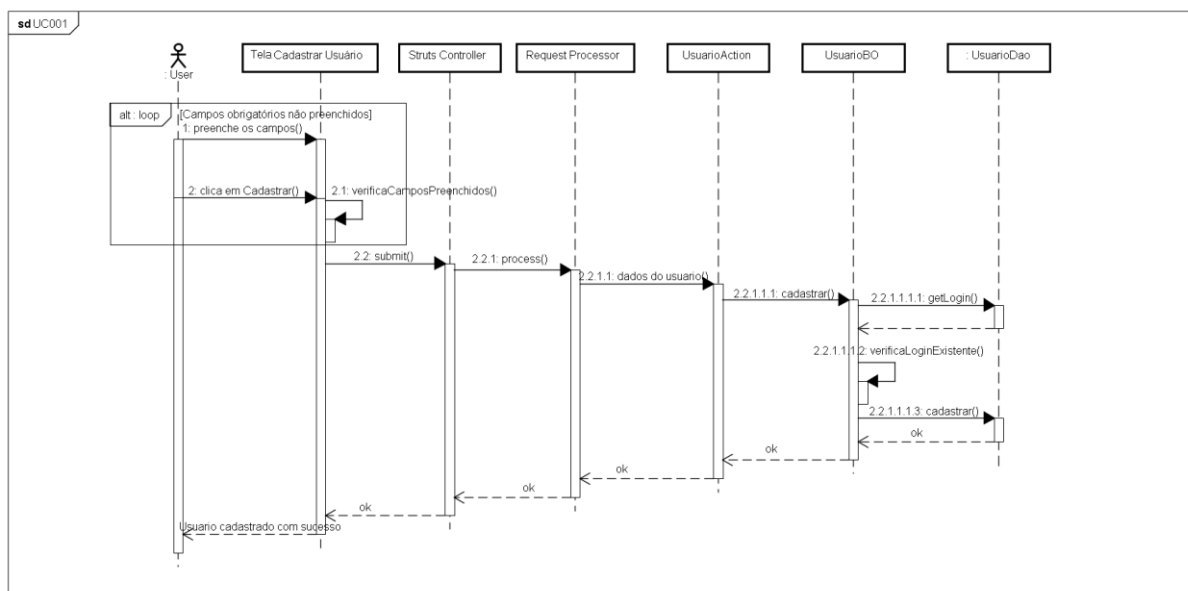 sd UC001
: User
Tela Cadastrar Usuário
Struts Controller
Request Processor
UsuarioAction
UsuarioBO
: UsuarioDao
alt : loop
[Campos obrigatórios não preenchidos]
1: preenche os campos()
2: clica em Cadastrar()
2.1: verificaCamposPreenchidos()
2.2: submit()
2.2.1: process()
2.2.1.1: dados do usuario()
2.2.1.1.1: cadastrar()
2.2.1.1.1.1: getLogin()
2.2.1.1.1.2: verificaLoginExistente()
2.2.1.1.1.3: cadastrar()
ok
ok
ok
ok
ok
Usuario cadastrado com sucesso